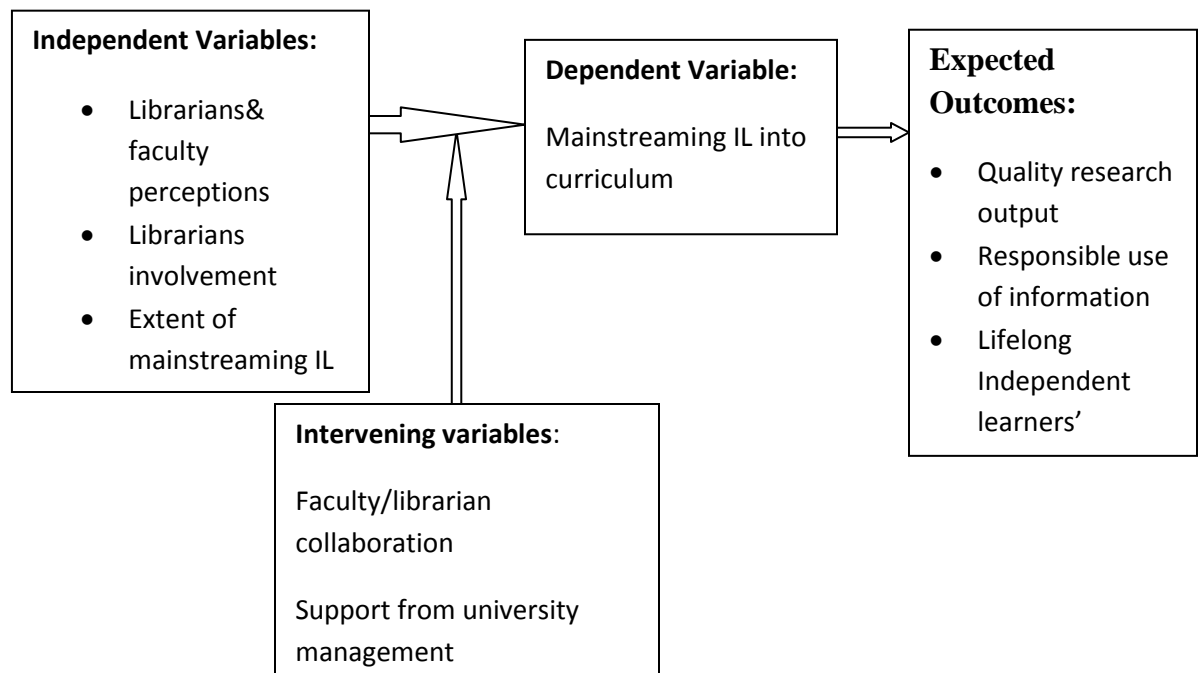 Independent Variables:
• Librarians&
faculty
perceptions
• Librarians
involvement
• Extent of
mainstreaming IL
Dependent Variable:
Mainstreaming IL into
curriculum
Expected
Outcomes:
• Quality research
output
• Responsible use
of information
• Lifelong
Independent
learners’
Intervening variables:
Faculty/librarian
collaboration
Support from university
management